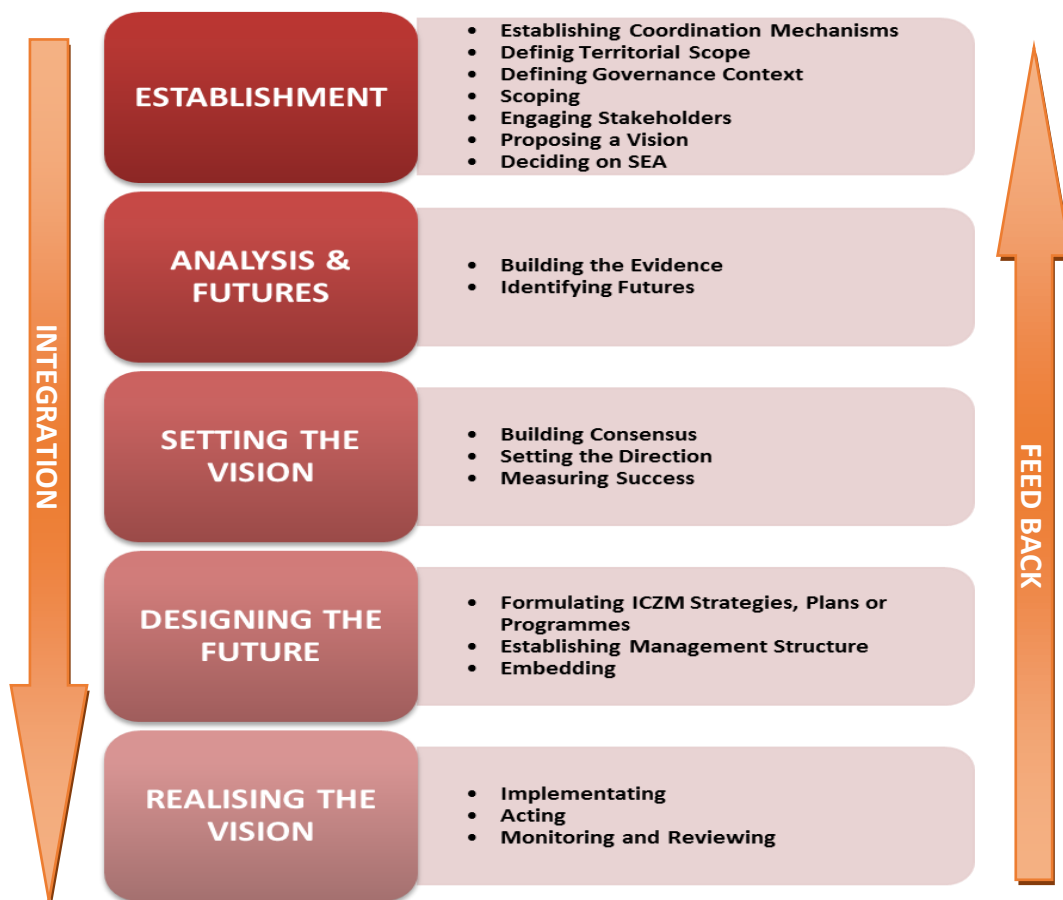 ESTABLISHMENT
• Establishing Coordination Mechanisms
• Definig Territorial Scope
• Defining Governance Context
• Scoping
• Engaging Stakeholders
• Proposing a Vision
• Deciding on SEA
ANALYSIS &
FUTURES
• Building the Evidence
• Identifying Futures
SETTING THE
VISION
• Building Consensus
• Setting the Direction
• Measuring Success
DESIGNING THE
FUTURE
• Formulating ICZM Strategies, Plans or
Programmes
• Establishing Management Structure
• Embedding
REALISING THE
VISION
• Implementating
• Acting
• Monitoring and Reviewing
INTEGRATION
FEED BACK